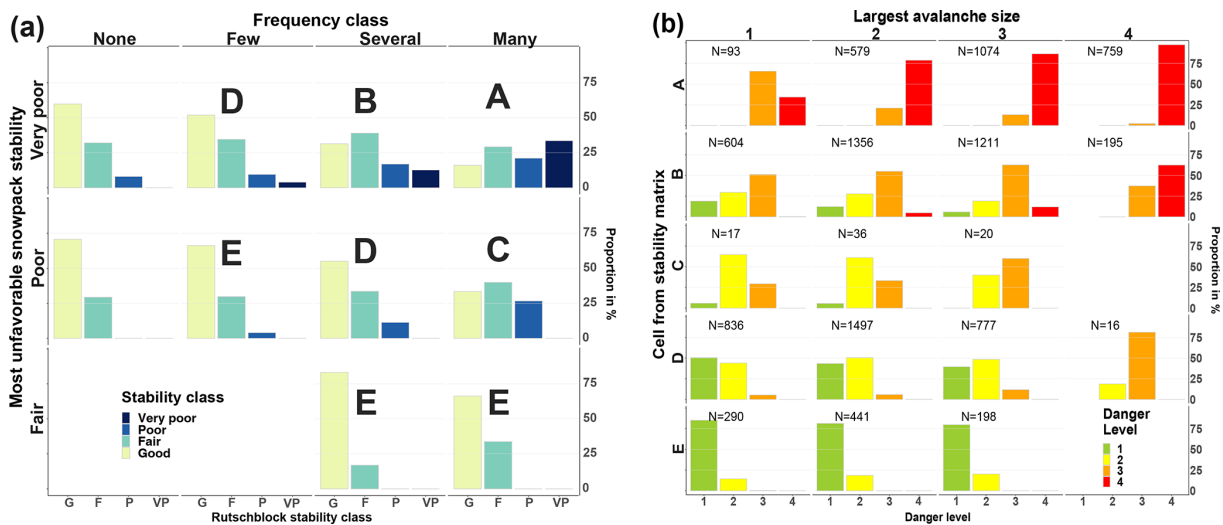 (a)
Frequency class
None Few Several Many
Most unfavorable snowpack stability
Very poor
Poor
Fair
D B A
E D C
E E
75
50
25
0
75
50
25
0
75
50
25
0
Proportion in %
Stability class
Very poor
Poor
Fair
Good
G F P VP G F P VP G F P VP G F P VP
Rutschblock stability class
(b)
Largest avalanche size
1 2 3 4
Cell from stability matrix
A
N=93 N=579 N=1074 N=759
75
50
25
0
B
N=604 N=1356 N=1211 N=195
75
50
25
0
C
N=17 N=36 N=20
75
50
25
0
D
N=836 N=1497 N=777 N=16
75
50
25
0
E
N=290 N=441 N=198
75
50
25
0
Proportion in %
Danger
Level
1
2
3
4
1 2 3 4 1 2 3 4 1 2 3 4 1 2 3 4
Danger level